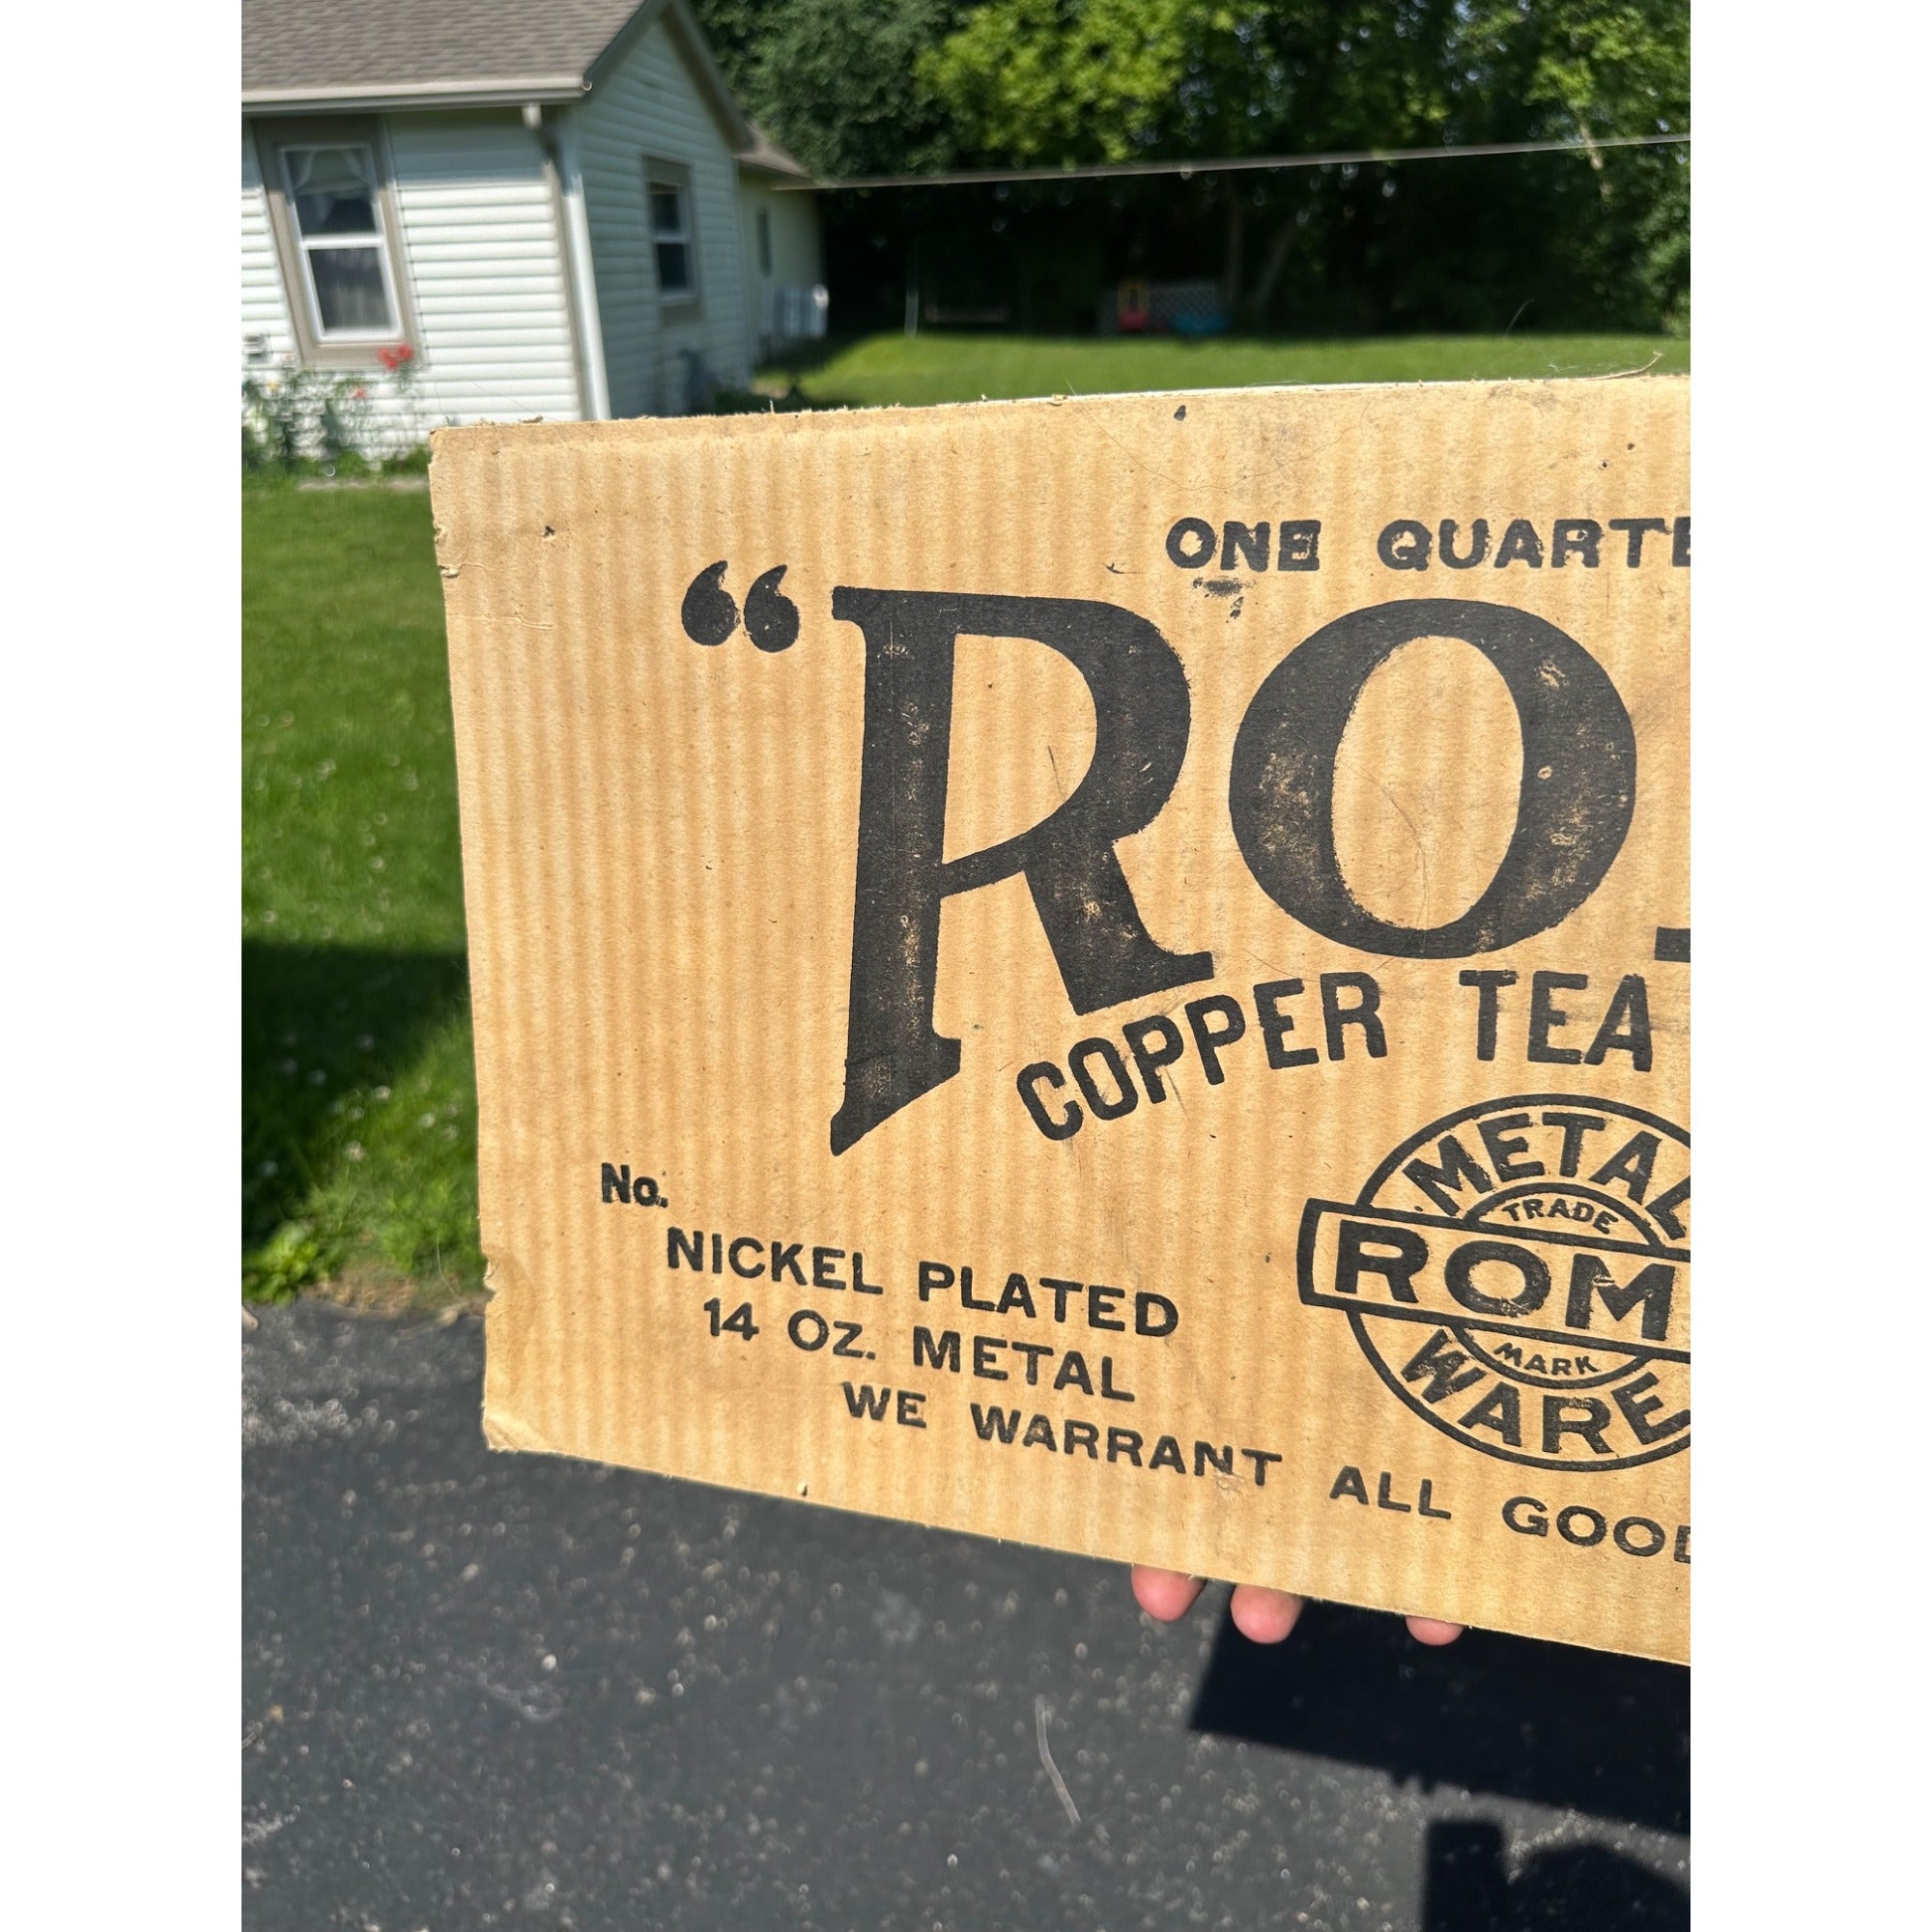 ONE QUARTE
“RO
COPPER TEA
No.
METAL
TRADE
ROM
MARK
WARE
NICKEL PLATED
14 OZ. METAL
WE WARRANT ALL GOOD